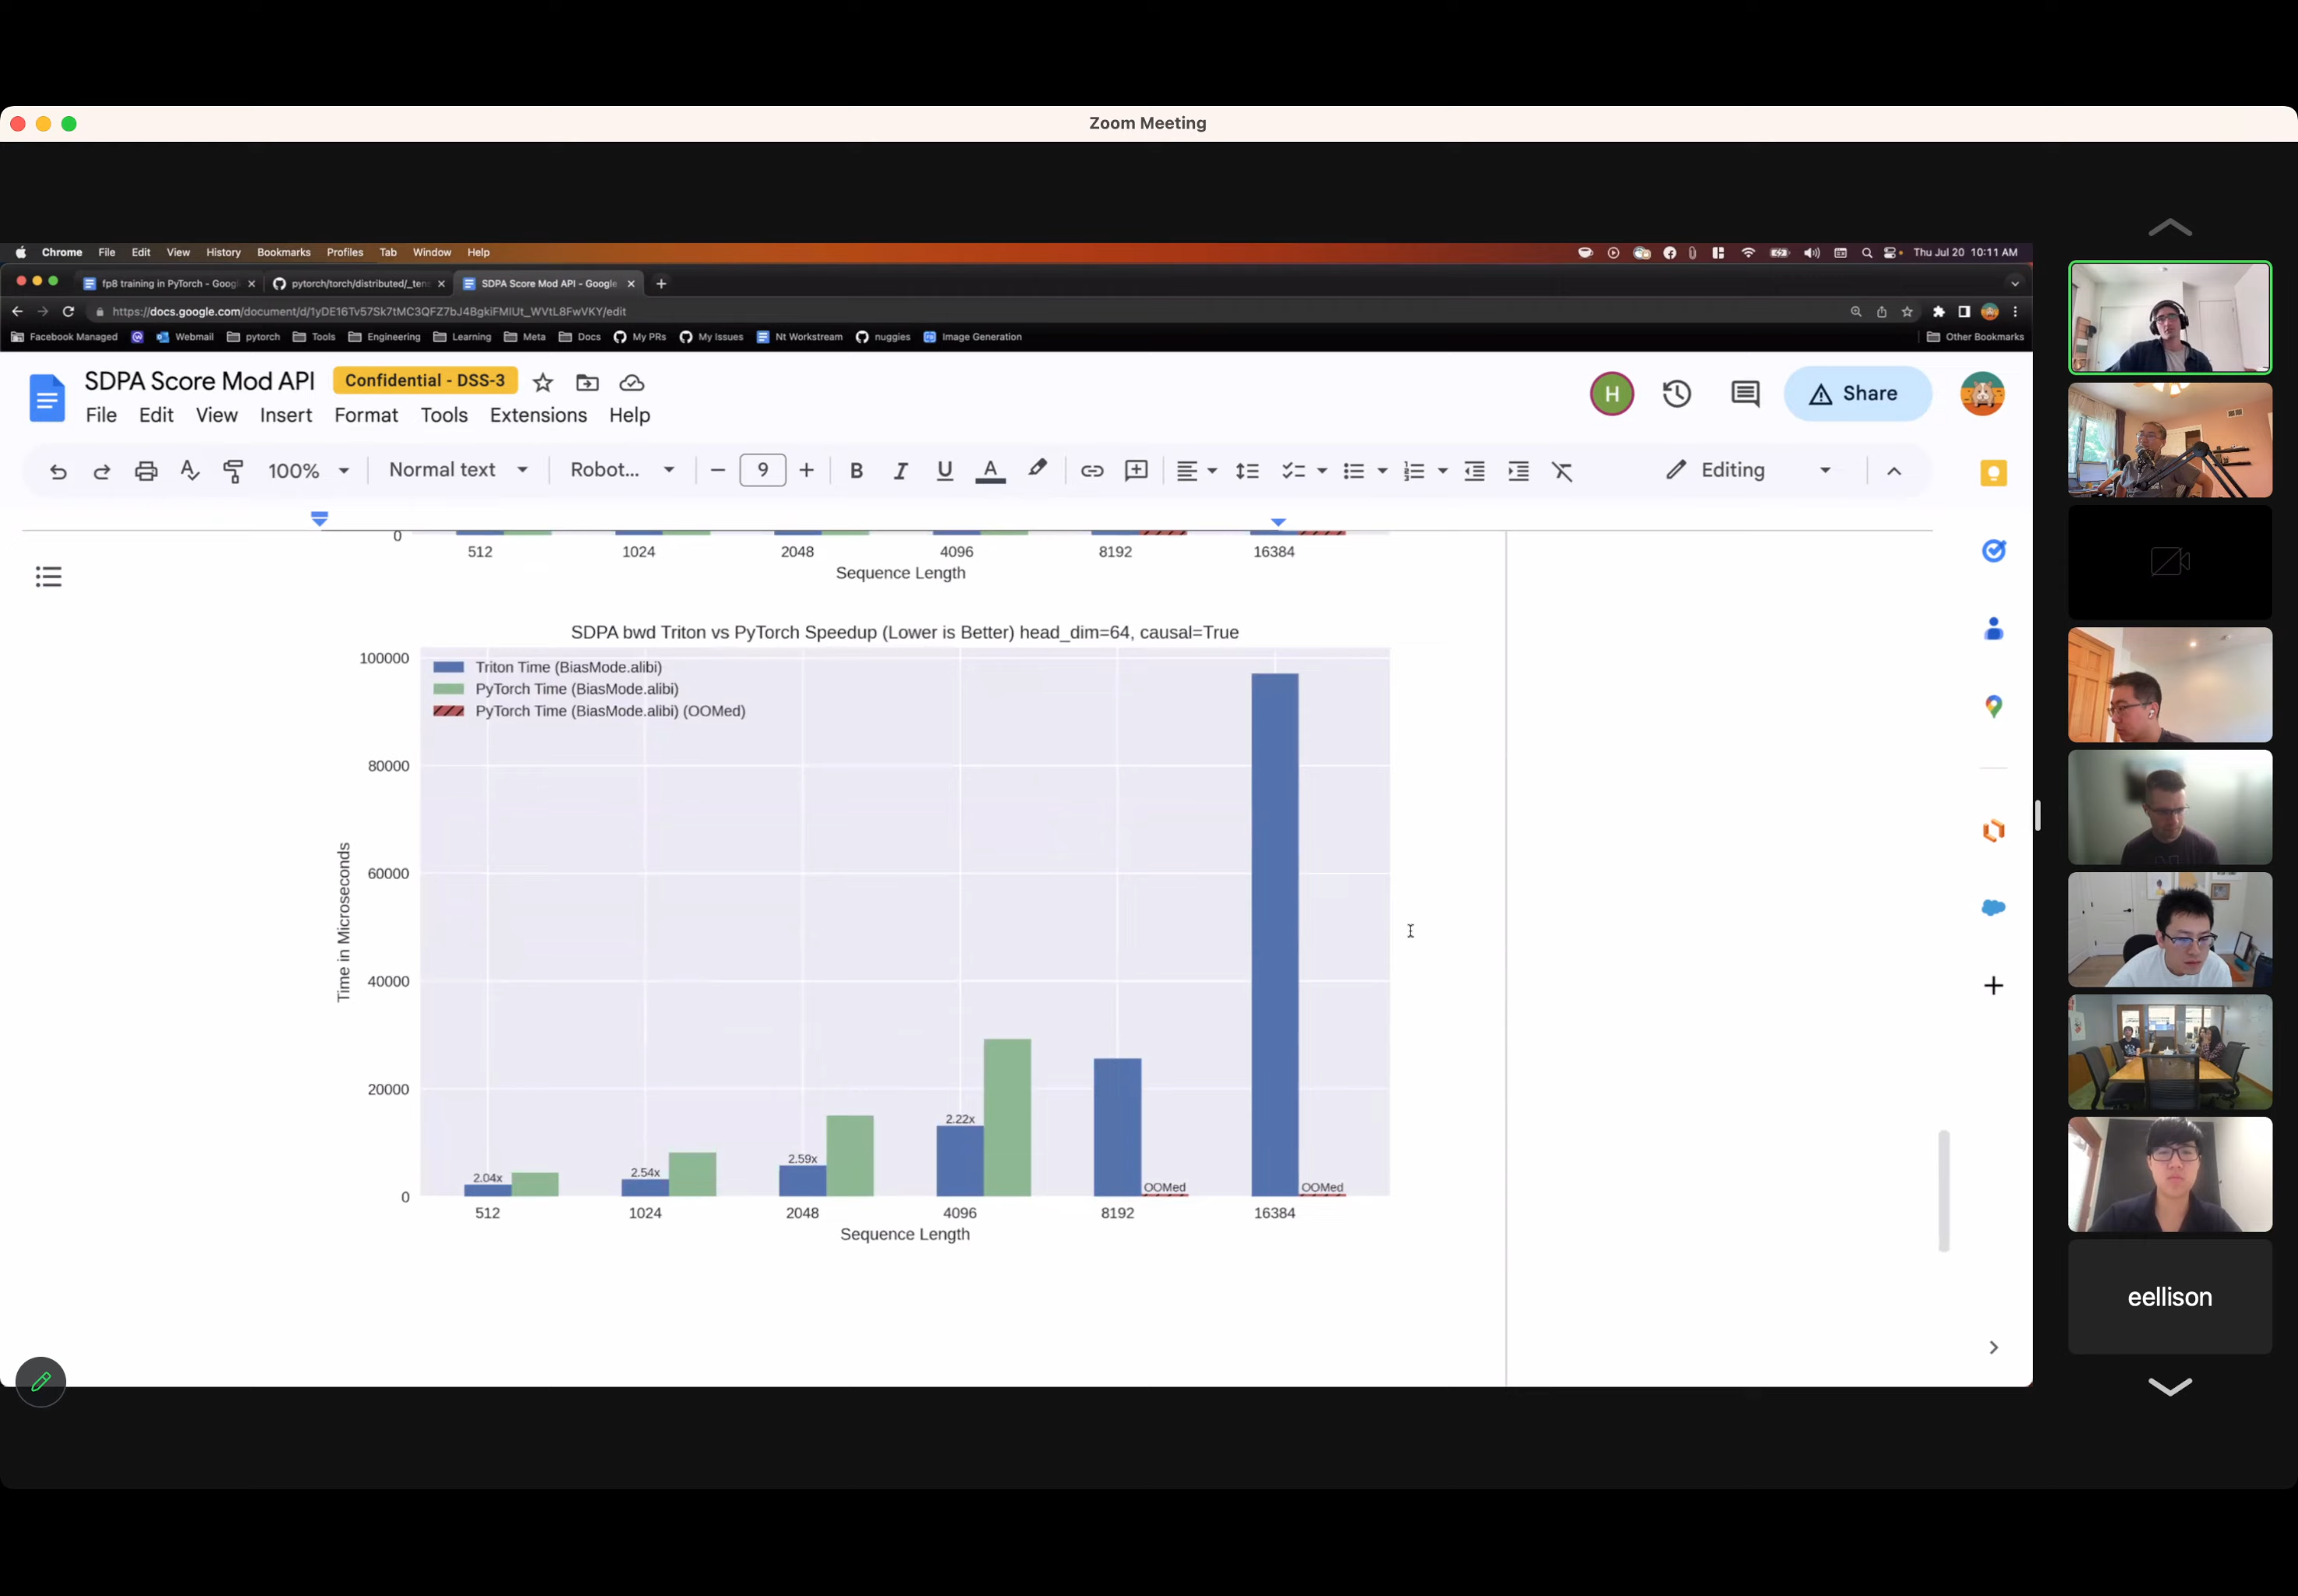 Zoom Meeting
Chrome File Edit View History Bookmarks Profiles Tab Window Help Thu Jul 20 10:11 AM
fp8 training in PyTorch - Googl pytorch/torch/distributed/_ten SDPA Score Mod API - Google
Facebook Managed Webmail pytorch Tools Engineering Learning Meta Docs My PRs My Issues Nt Workstream nuggies Image Generation Other Bookmarks
SDPA Score Mod API Confidential - DSS-3
H Share
File Edit View Insert Format Tools Extensions Help
100% Normal text Robot... 9 B I U A Editing
0
512 1024 2048 4096 8192 16384
Sequence Length
SDPA bwd Triton vs PyTorch Speedup (Lower is Better) head_dim=64, causal=True
Triton Time (BiasMode.alibi)
PyTorch Time (BiasMode.alibi)
PyTorch Time (BiasMode.alibi) (OOMed)
Time in Microseconds
100000
80000
60000
40000
20000
0
2.04x 2.54x 2.59x 2.22x OOMed OOMed
512 1024 2048 4096 8192 16384
Sequence Length
eellison